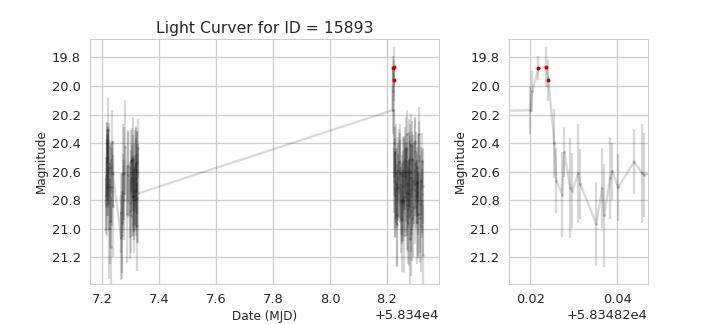 Light Curver for ID = 15893
Magnitude
19.8
20.0
20.2
20.4
20.6
20.8
21.0
21.2
7.2 7.4 7.6 7.8 8.0 8.2
Date (MJD)
+5.834e4
Magnitude
19.8
20.0
20.2
20.4
20.6
20.8
21.0
21.2
0.02 0.04
+5.83482e4